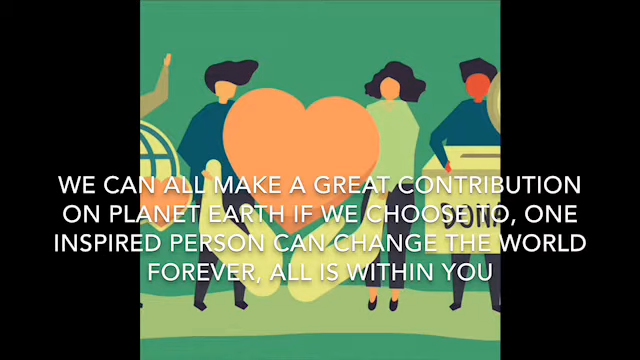 WE CAN ALL MAKE A GREAT CONTRIBUTION
ON PLANET EARTH IF WE CHOOSE TO, ONE
INSPIRED PERSON CAN CHANGE THE WORLD
FOREVER, ALL IS WITHIN YOU